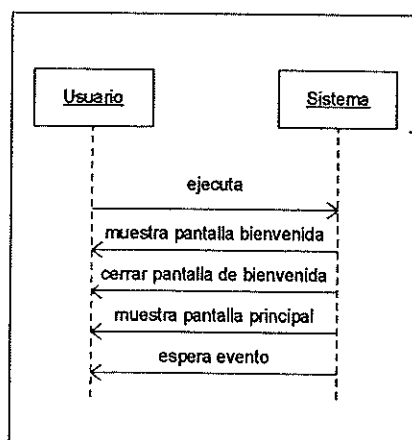 Usuario
Sistema
ejecuta
muestra pantalla bienvenida
cerrar pantalla de bienvenida
muestra pantalla principal
espera evento